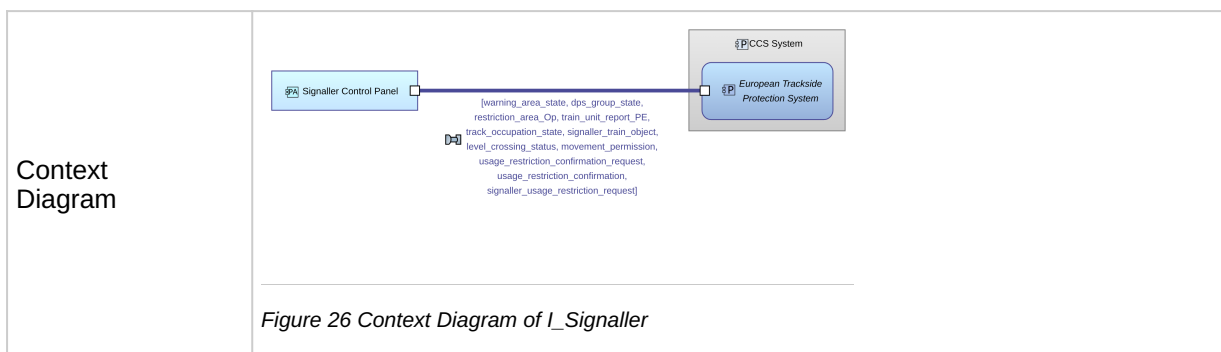 Context
Diagram
PA Signaller Control Panel
P CCS System
P European Trackside
Protection System
[warning_area_state, dps_group_state,
restriction_area_Op, train_unit_report_PE,
track_occupation_state, signaller_train_object,
level_crossing_status, movement_permission,
usage_restriction_confirmation_request,
usage_restriction_confirmation,
signaller_usage_restriction_request]
Figure 26 Context Diagram of I_Signaller